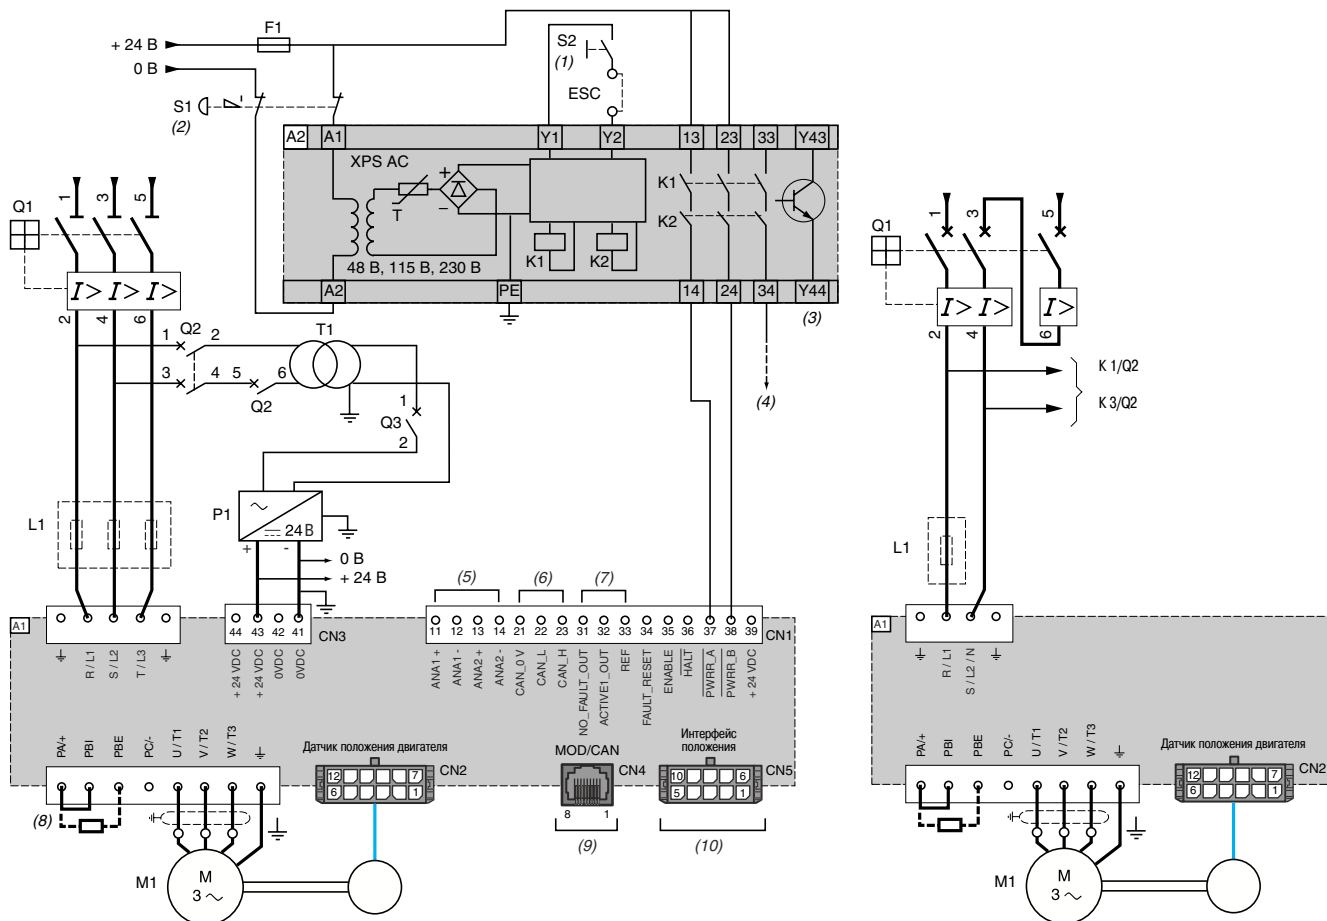 F1
+ 24 В
0 В
S2
(1)
ESC
S1
(2)
A2 A1 Y1 Y2 13 23 33 Y43
XPS AC
+
−
T
K1
K2
K1 K2
48 В, 115 В, 230 В
A2 PE 14 24 34 Y44
(3)
(4)
Q1
1 3 5
I> I> I>
2 4 6
Q2
1 2
3 4 5 6
Q2
T1
1
Q3
2
P1
24 В
+ -
0 В
+ 24 В
L1
(5) (6) (7)
A1
R / L1
S / L2
T / L3
44 43 42 41
CN3
+ 24 VDC
+ 24 VDC
0VDC
0VDC
11 12 13 14 21 22 23 31 32 33 34 35 36 37 38 39
CN1
ANA1 +
ANA1 -
ANA2 +
ANA2 -
CAN_0 V
CAN_L
CAN_H
NO_FAULT_OUT
ACTIVE1_OUT
REF
FAULT_RESET
ENABLE
HALT
PWRR_A
PWRR_B
+ 24 VDC
PA/+
PBI
PBE
PC/-
U / T1
V / T2
W / T3
Датчик положения двигателя
12 7
6 1
CN2
MOD/CAN
CN4
8 1
(9)
Интерфейс
положения
10 6
5 1
CN5
(10)
(8)
M1
M
3 ~
Q1
1 3 5
I> I> I>
2 4 6
K 1/Q2
K 3/Q2
L1
A1
R / L1
S / L2 / N
PA/+
PBI
PBE
PC/-
U / T1
V / T2
W / T3
Датчик положения двигателя
12 7
6 1
CN2
M1
M
3 ~